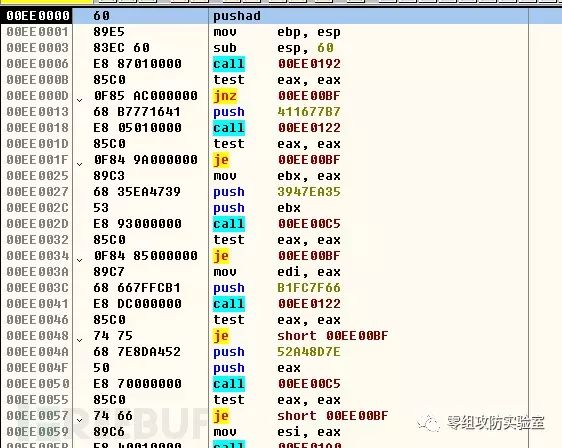 00EE0000 60 pushad
00EE0001 89E5 mov ebp, esp
00EE0003 83EC 60 sub esp, 60
00EE0006 E8 87010000 call 00EE0192
00EE000B 85C0 test eax, eax
00EE000D 0F85 AC000000 jnz 00EE00BF
00EE0013 68 B7771641 push 411677B7
00EE0018 E8 05010000 call 00EE0122
00EE001D 85C0 test eax, eax
00EE001F 0F84 9A000000 je 00EE00BF
00EE0025 89C3 mov ebx, eax
00EE0027 68 35EA4739 push 3947EA35
00EE002C 53 push ebx
00EE002D E8 93000000 call 00EE00C5
00EE0032 85C0 test eax, eax
00EE0034 0F84 85000000 je 00EE00BF
00EE003A 89C7 mov edi, eax
00EE003C 68 667FFCB1 push B1FC7F66
00EE0041 E8 DC000000 call 00EE0122
00EE0046 85C0 test eax, eax
00EE0048 74 75 je short 00EE00BF
00EE004A 68 7E8DA452 push 52A48D7E
00EE004F 50 push eax
00EE0050 E8 70000000 call 00EE00C5
00EE0055 85C0 test eax, eax
00EE0057 74 66 je short 00EE00BF
00EE0059 89C6 mov esi, eax
零组攻防实验室